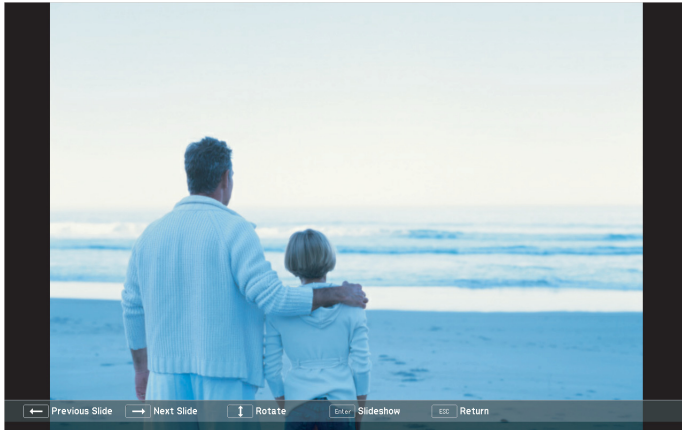 ← Previous Slide → Next Slide ↕ Rotate Enter Slideshow ESC Return